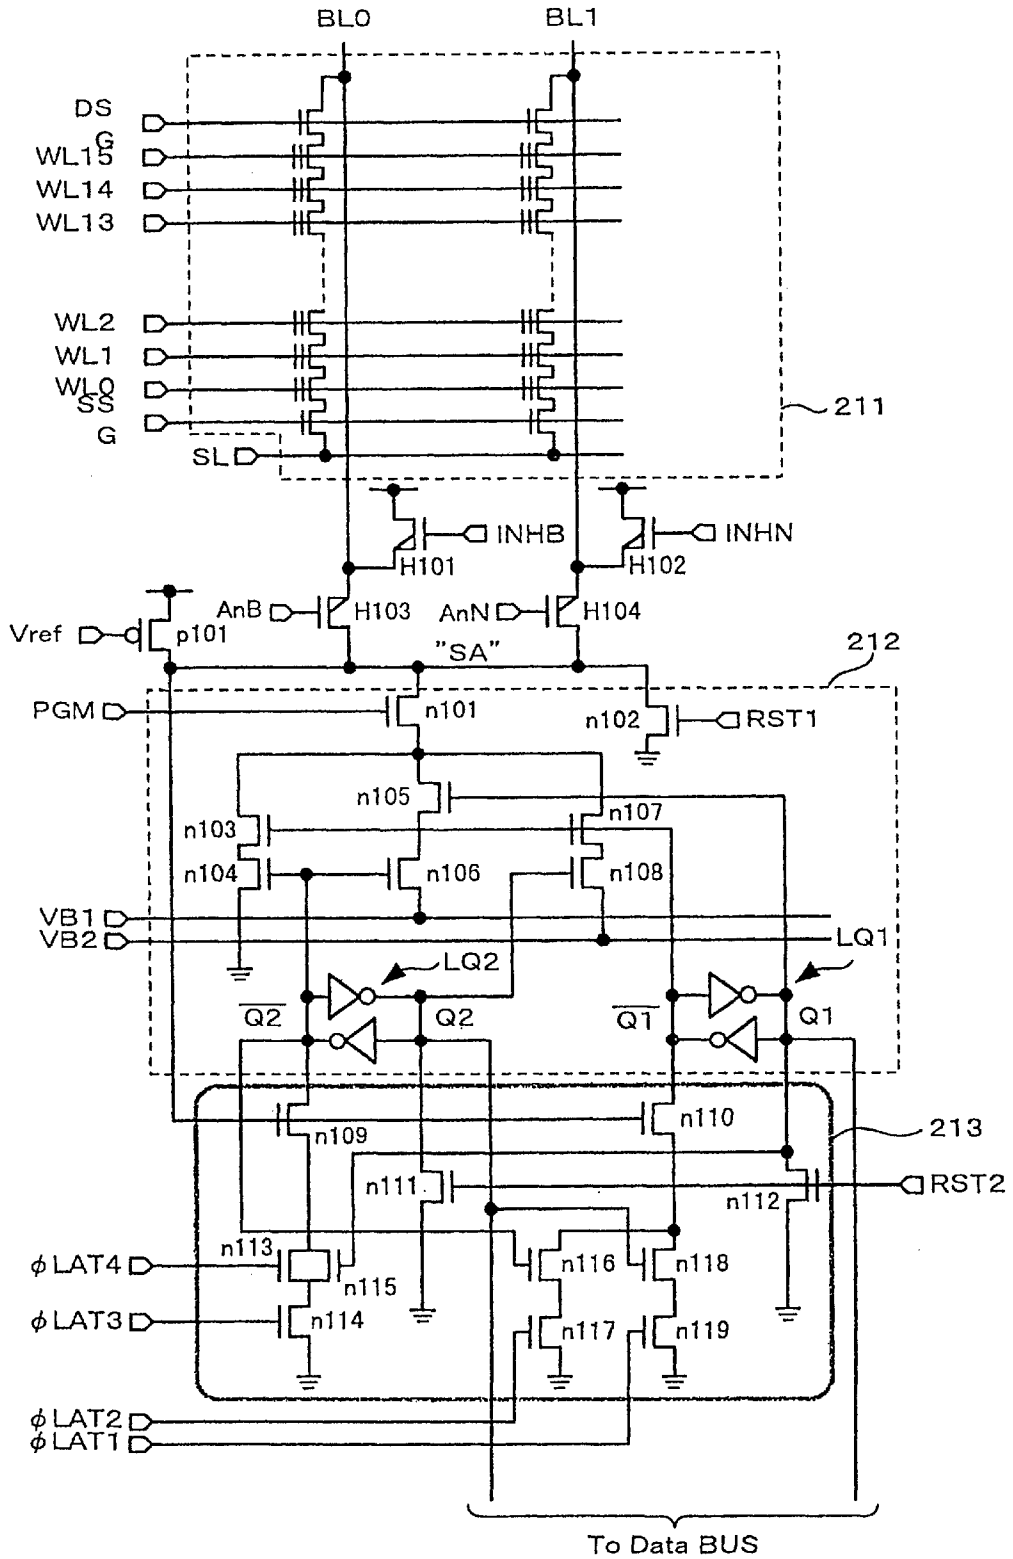 BL0 BL1
DS
G
WL15
WL14
WL13
WL2
WL1
WL0
SS
G
SL
211
INHB
INHN
H101
H102
AnB
H103
AnN
H104
Vref
p101
"SA"
212
PGM
n101
n102
RST1
n105
n107
n103
n104
n106
n108
VB1
VB2
LQ1
LQ2
Q2
Q2
Q1
Q1
n109
n110
213
n111
n112
RST2
n113
φLAT4
n115
n116
n118
φLAT3
n114
n117
n119
φLAT2
φLAT1
To Data BUS